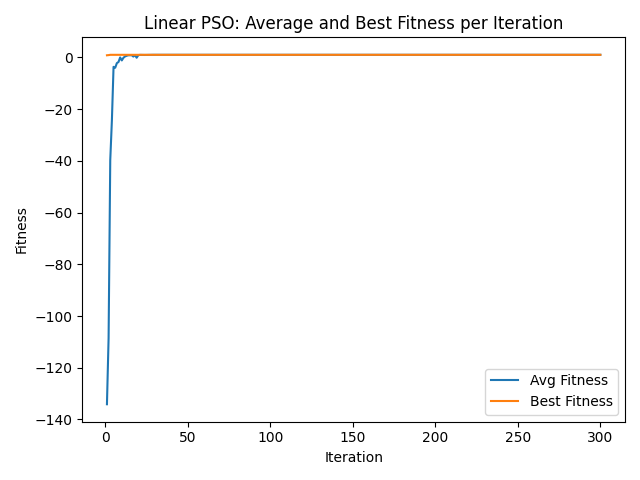 Linear PSO: Average and Best Fitness per Iteration
Fitness
0
−20
−40
−60
−80
−100
−120
−140
0 50 100 150 200 250 300
Iteration
Avg Fitness
Best Fitness